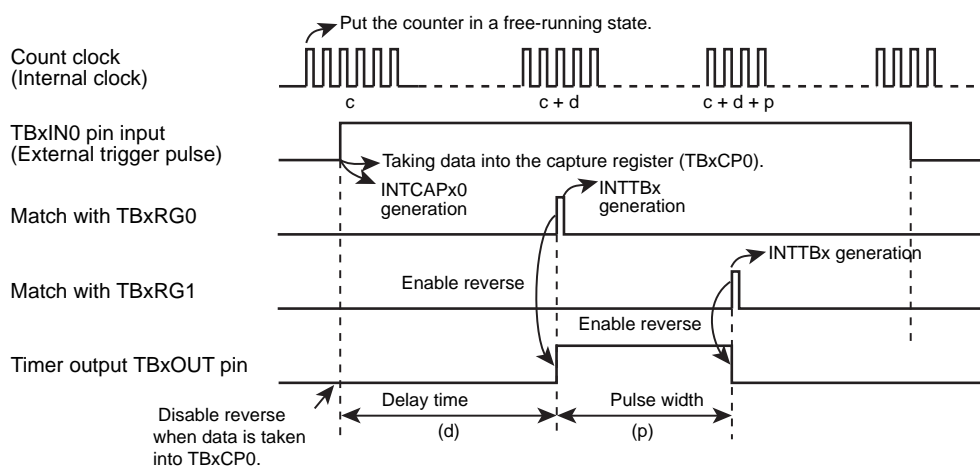 Put the counter in a free-running state.
Count clock
(Internal clock)
c
c + d
c + d + p
TBxIN0 pin input
(External trigger pulse)
Taking data into the capture register (TBxCP0).
INTCAPx0
generation
INTTBx
generation
Match with TBxRG0
INTTBx generation
Enable reverse
Match with TBxRG1
Enable reverse
Timer output TBxOUT pin
Disable reverse
when data is taken
into TBxCP0.
Delay time
(d)
Pulse width
(p)